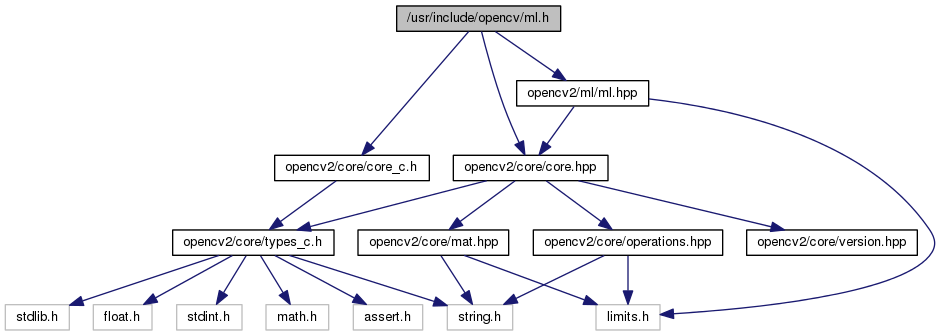 /usr/include/opencv/ml.h
opencv2/ml/ml.hpp
opencv2/core/core_c.h
opencv2/core/core.hpp
opencv2/core/types_c.h
opencv2/core/mat.hpp
opencv2/core/operations.hpp
opencv2/core/version.hpp
stdlib.h
float.h
stdint.h
math.h
assert.h
string.h
limits.h